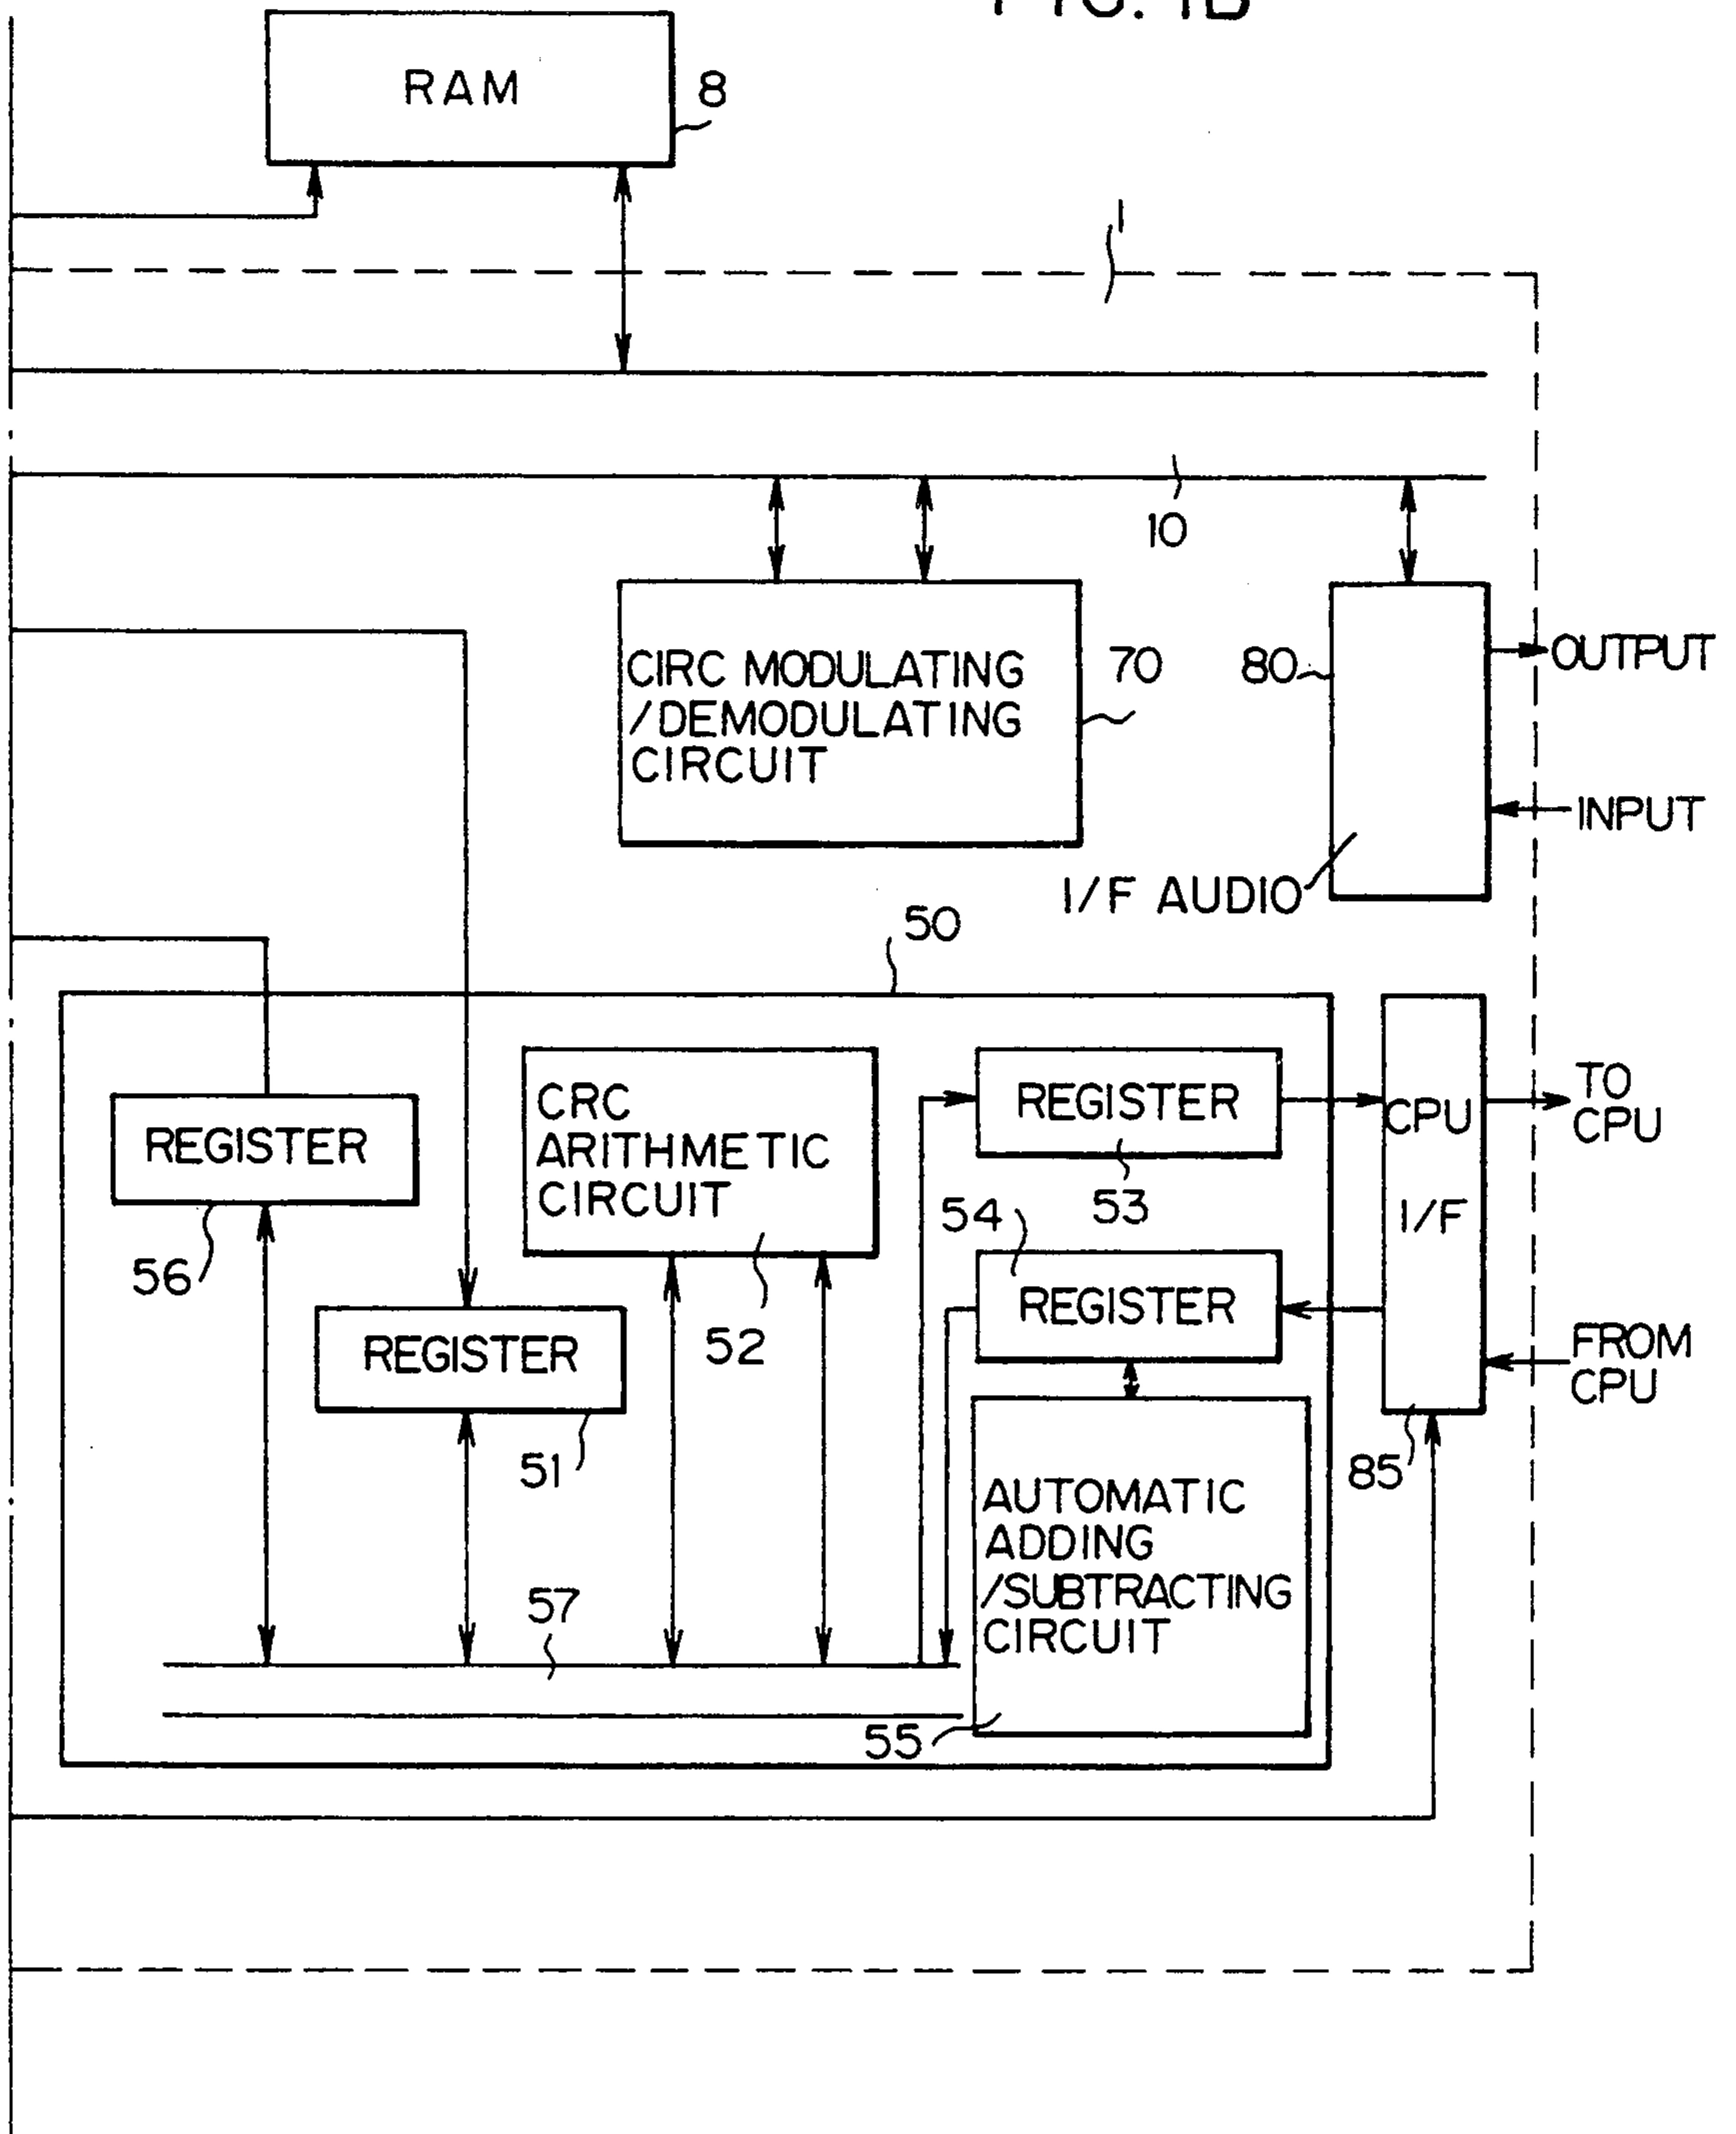 FIG. 1B
RAM
8
1
10
CIRC MODULATING
/DEMODULATING
CIRCUIT
70
80
OUTPUT
INPUT
I/F AUDIO
50
REGISTER
56
CRC
ARITHMETIC
CIRCUIT
52
REGISTER
53
54
REGISTER
CPU
I/F
TO
CPU
FROM
CPU
85
REGISTER
51
AUTOMATIC
ADDING
/SUBTRACTING
CIRCUIT
57
55